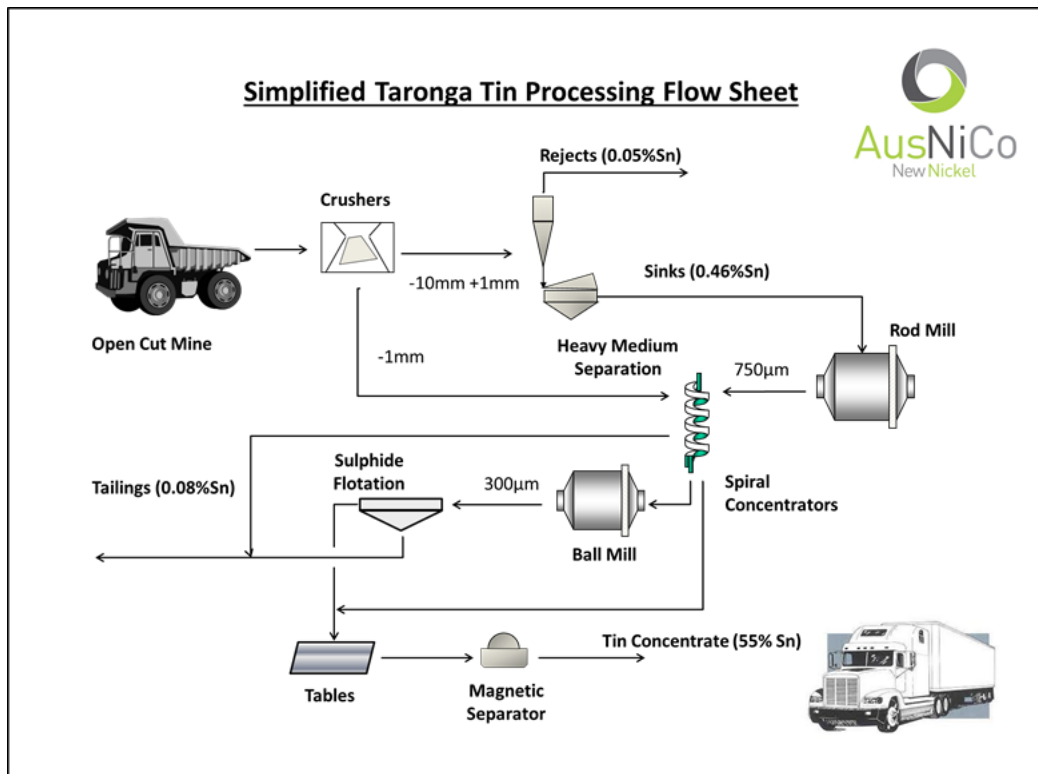 Simplified Taronga Tin Processing Flow Sheet
AusNiCo
New Nickel
Rejects (0.05%Sn)
Crushers
-10mm +1mm
Sinks (0.46%Sn)
Open Cut Mine
Heavy Medium
Separation
Rod Mill
-1mm
750µm
Sulphide
Flotation
Tailings (0.08%Sn)
300µm
Spiral
Concentrators
Ball Mill
Tin Concentrate (55% Sn)
Tables
Magnetic
Separator